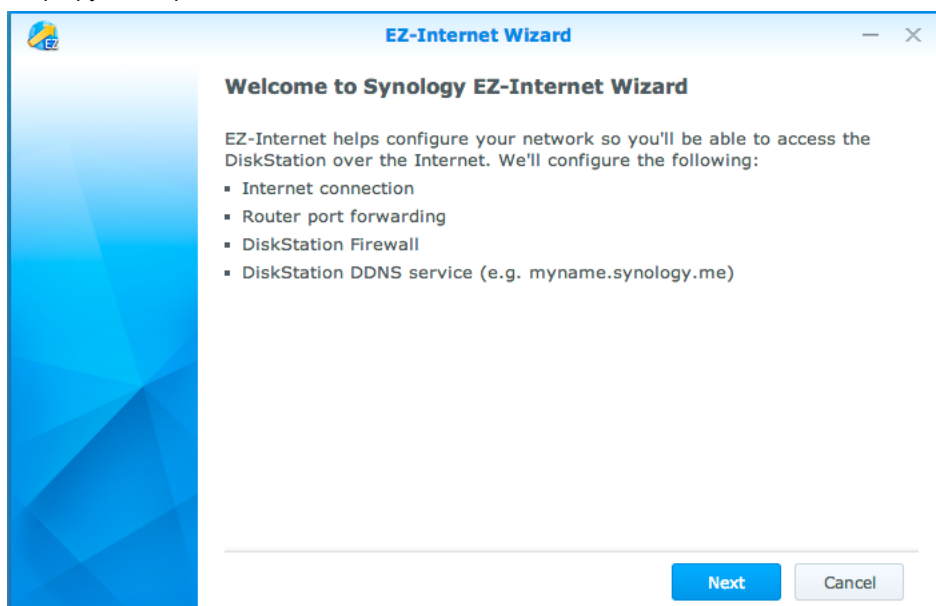 EZ
EZ-Internet Wizard
Welcome to Synology EZ-Internet Wizard
EZ-Internet helps configure your network so you'll be able to access the
DiskStation over the Internet. We'll configure the following:
▪ Internet connection
▪ Router port forwarding
▪ DiskStation Firewall
▪ DiskStation DDNS service (e.g. myname.synology.me)
Next Cancel